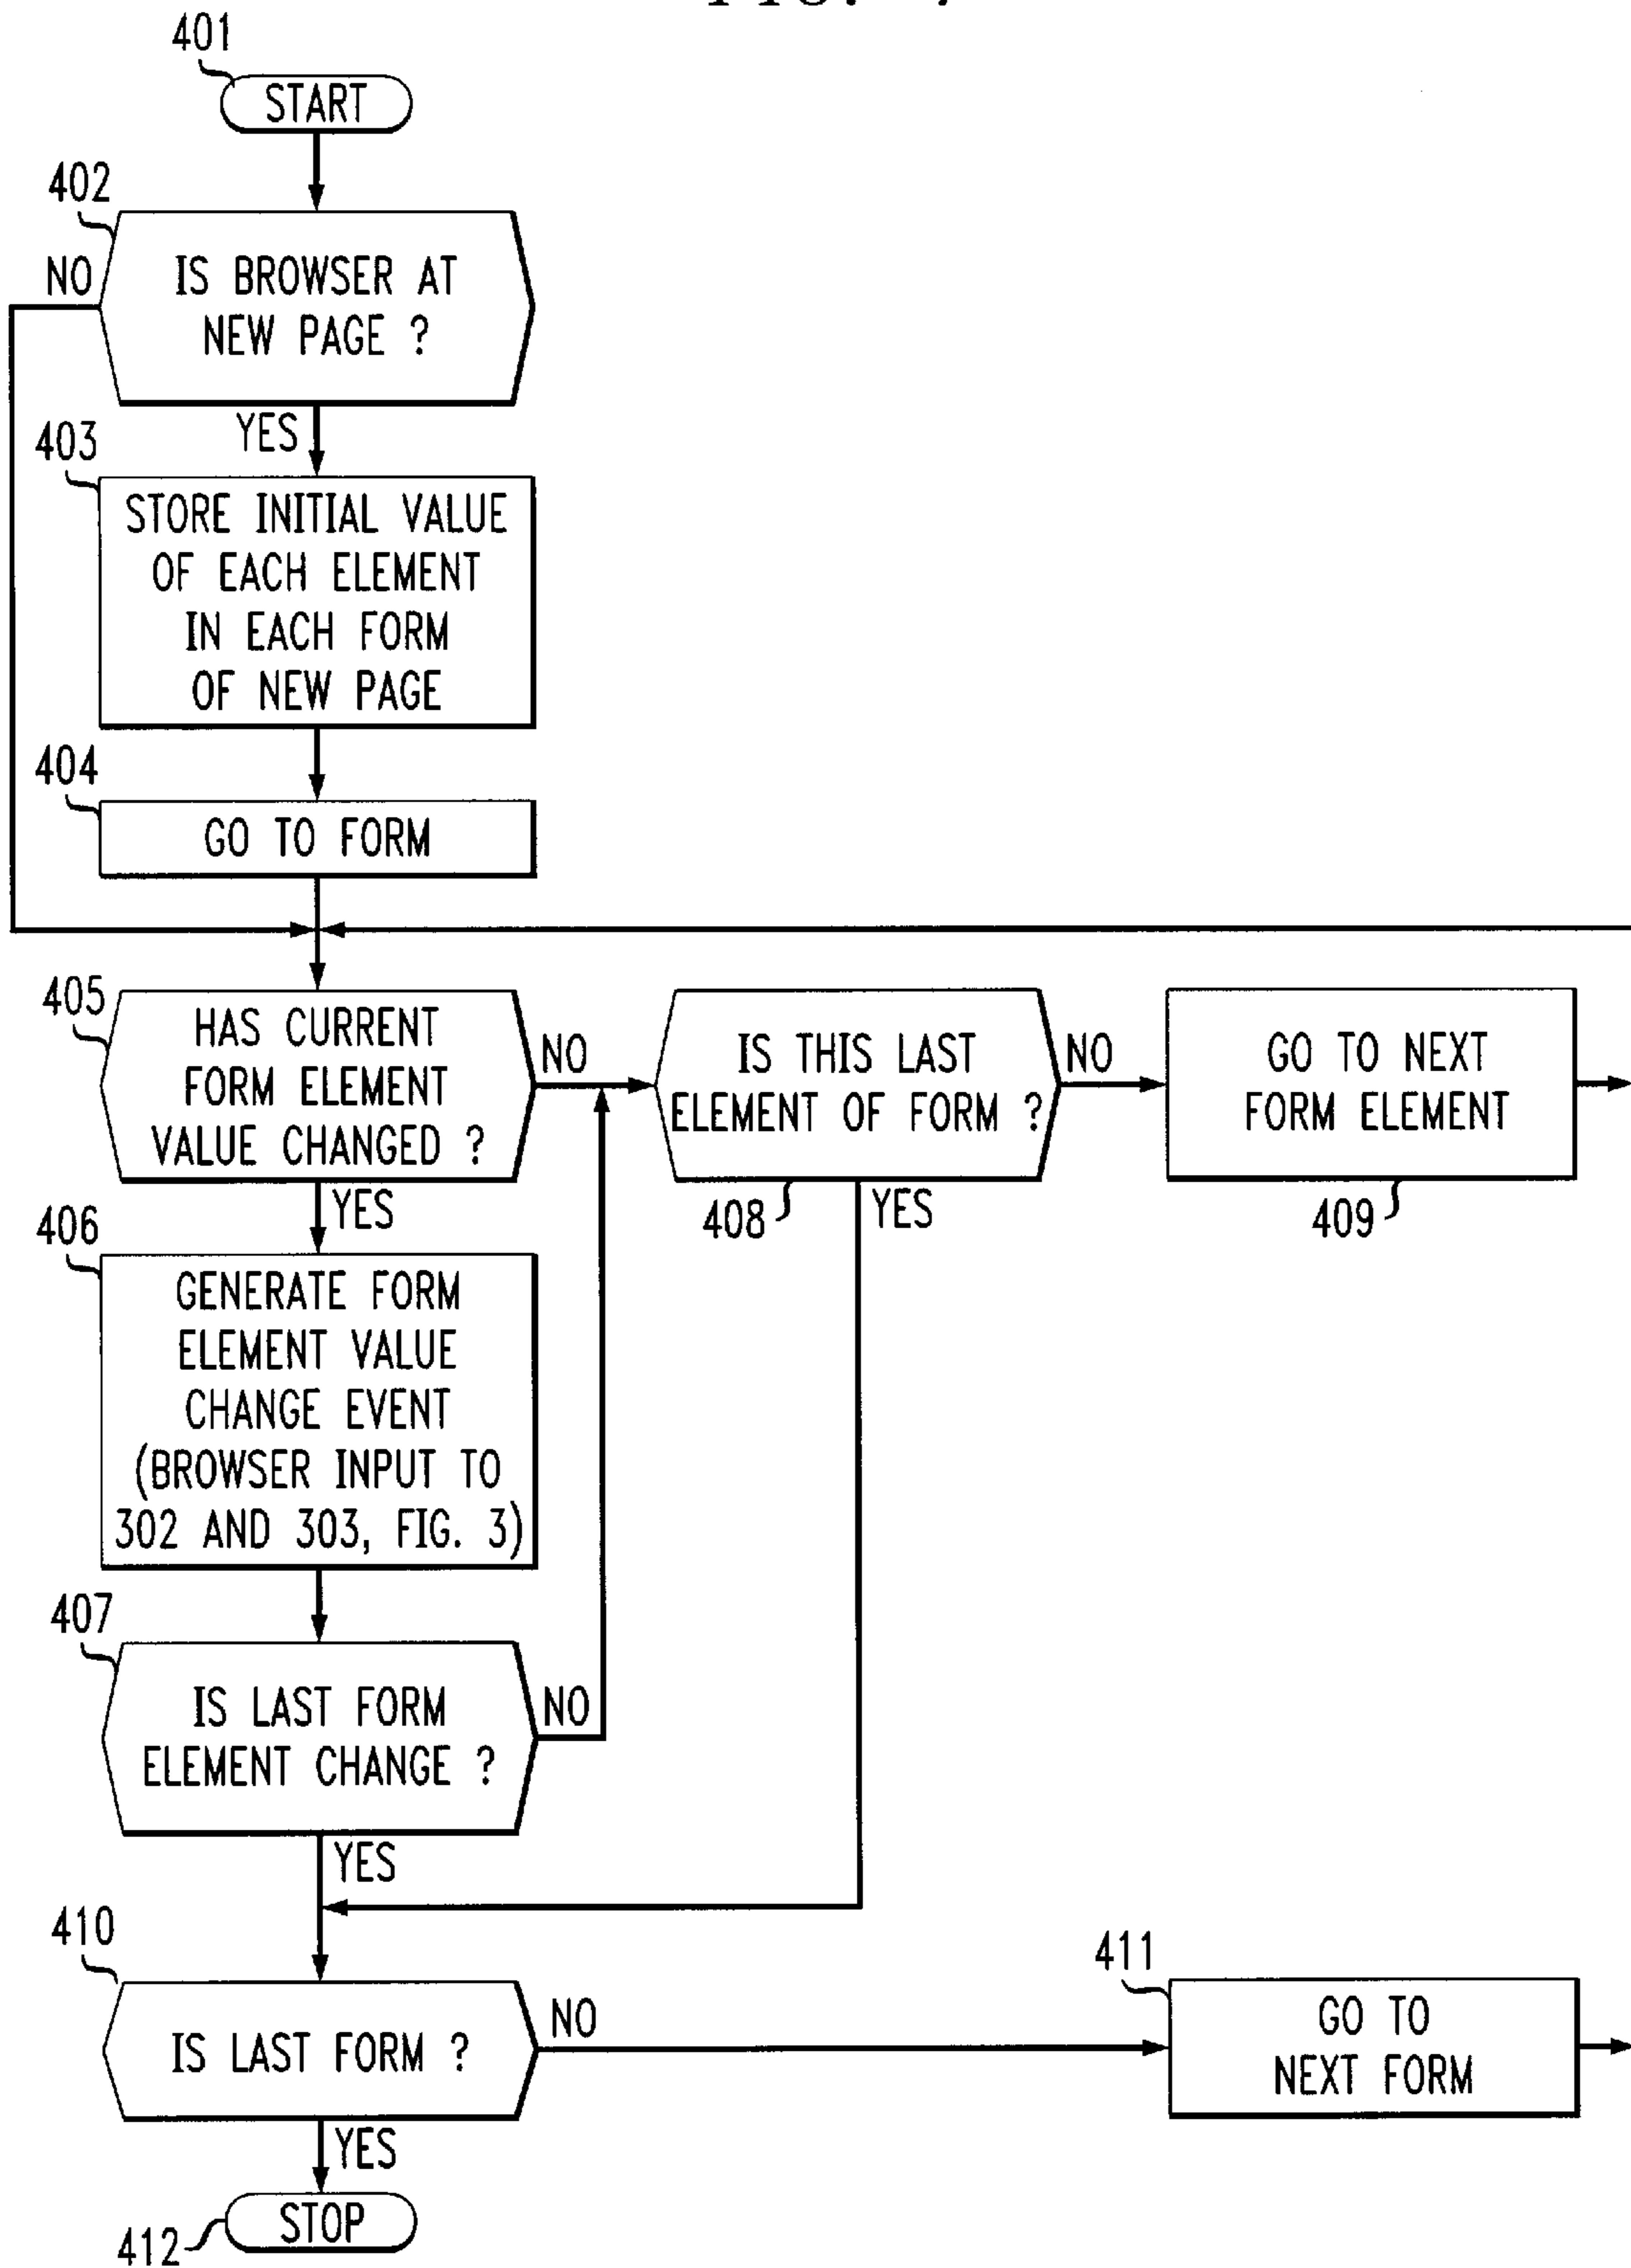 401
START
402
NO
IS BROWSER AT
NEW PAGE ?
YES
403
STORE INITIAL VALUE
OF EACH ELEMENT
IN EACH FORM
OF NEW PAGE
404
GO TO FORM
405
HAS CURRENT
FORM ELEMENT
VALUE CHANGED ?
NO
IS THIS LAST
ELEMENT OF FORM ?
NO
GO TO NEXT
FORM ELEMENT
408
YES
409
YES
406
GENERATE FORM
ELEMENT VALUE
CHANGE EVENT
(BROWSER INPUT TO
302 AND 303, FIG. 3)
407
IS LAST FORM
ELEMENT CHANGE ?
NO
YES
410
IS LAST FORM ?
NO
411
GO TO
NEXT FORM
YES
STOP
412